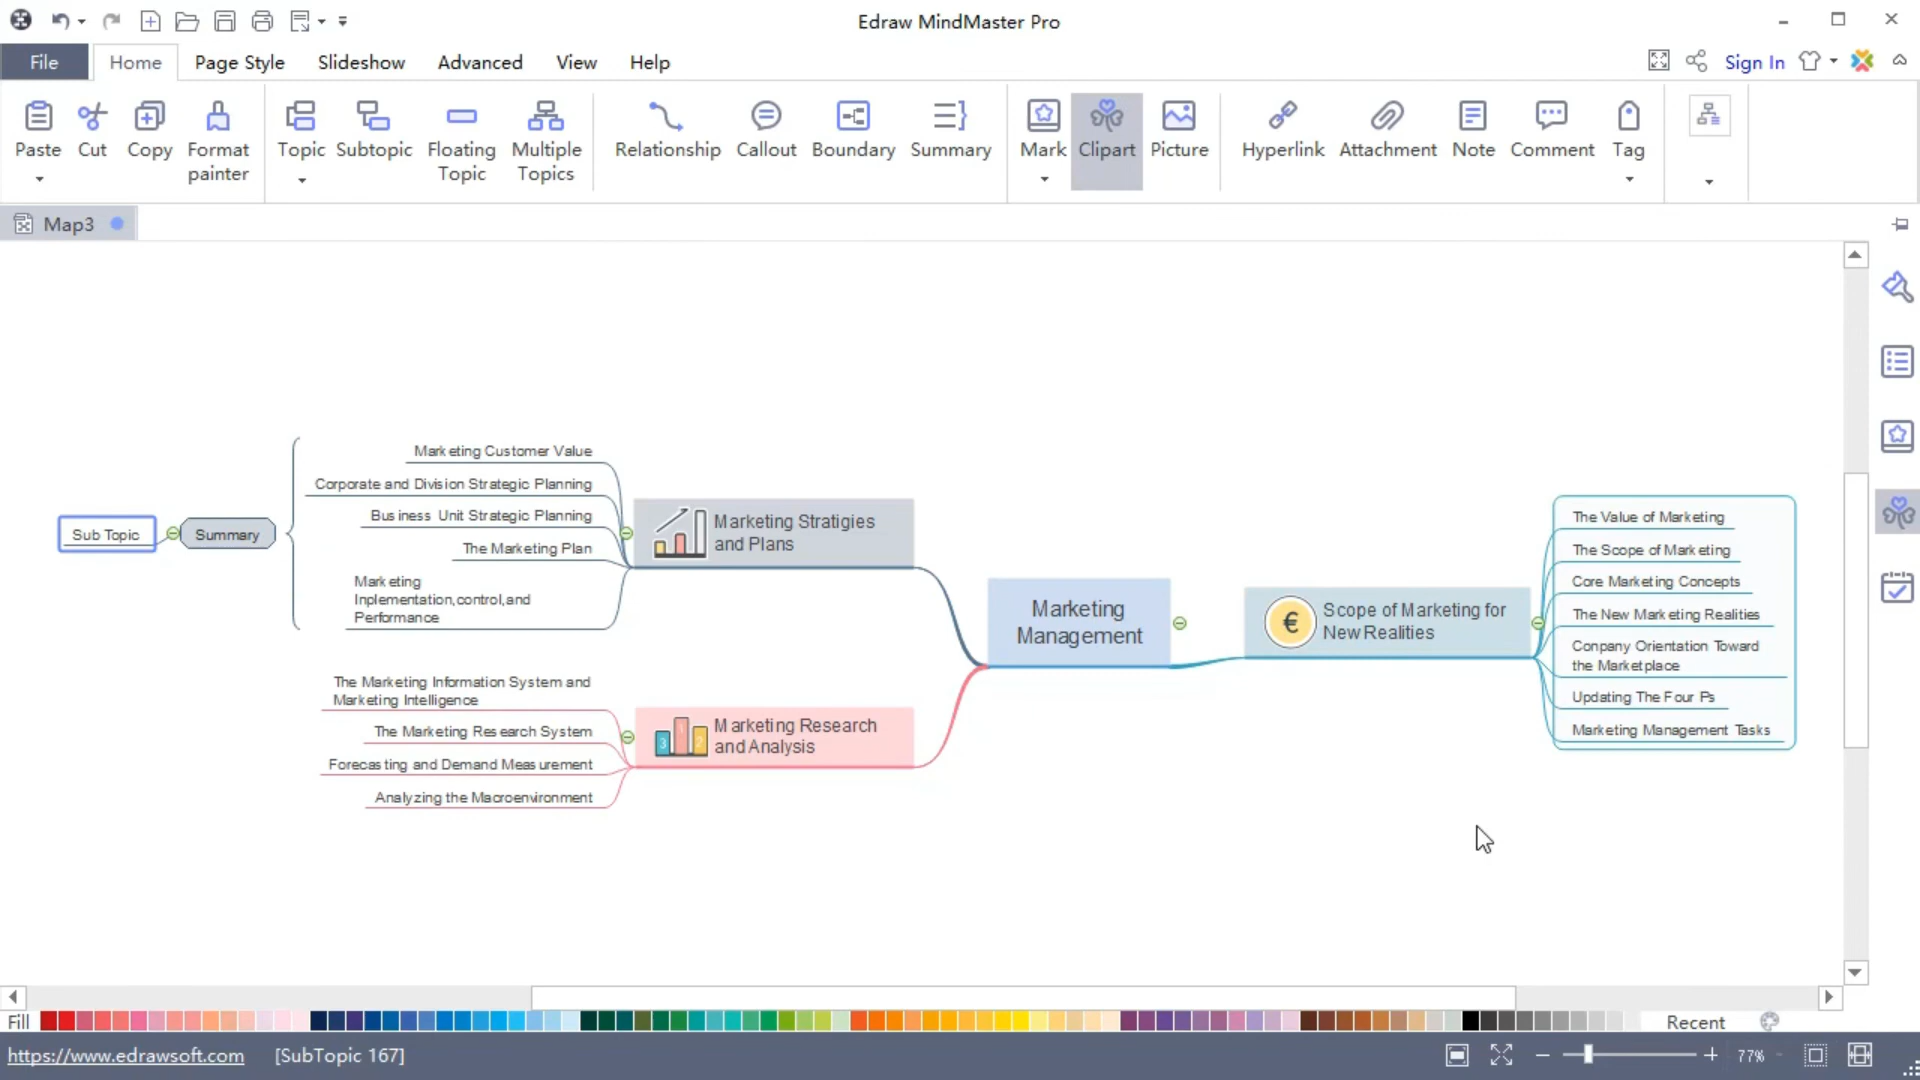 Edraw MindMaster Pro
File Home Page Style Slideshow Advanced View Help Sign In
Paste Cut Copy Format painter Topic Subtopic Floating Topic Multiple Topics Relationship Callout Boundary Summary Mark Clipart Picture Hyperlink Attachment Note Comment Tag
Map3
Marketing Customer Value
Corporate and Division Strategic Planning
Business Unit Strategic Planning
The Marketing Plan
Marketing
Inplementation,control,and
Performance
Sub Topic
Summary
Marketing Stratigies
and Plans
The Marketing Information System and
Marketing Intelligence
The Marketing Research System
Forecasting and Demand Measurement
Analyzing the Macroenvironment
3 1 2
Marketing Research
and Analysis
Marketing
Management
€
Scope of Marketing for
New Realities
The Value of Marketing
The Scope of Marketing
Core Marketing Concepts
The New Marketing Realities
Conpany Orientation Toward
the Marketplace
Updating The Four Ps
Marketing Management Tasks
Fill Recent
https://www.edrawsoft.com [SubTopic 167] 77%